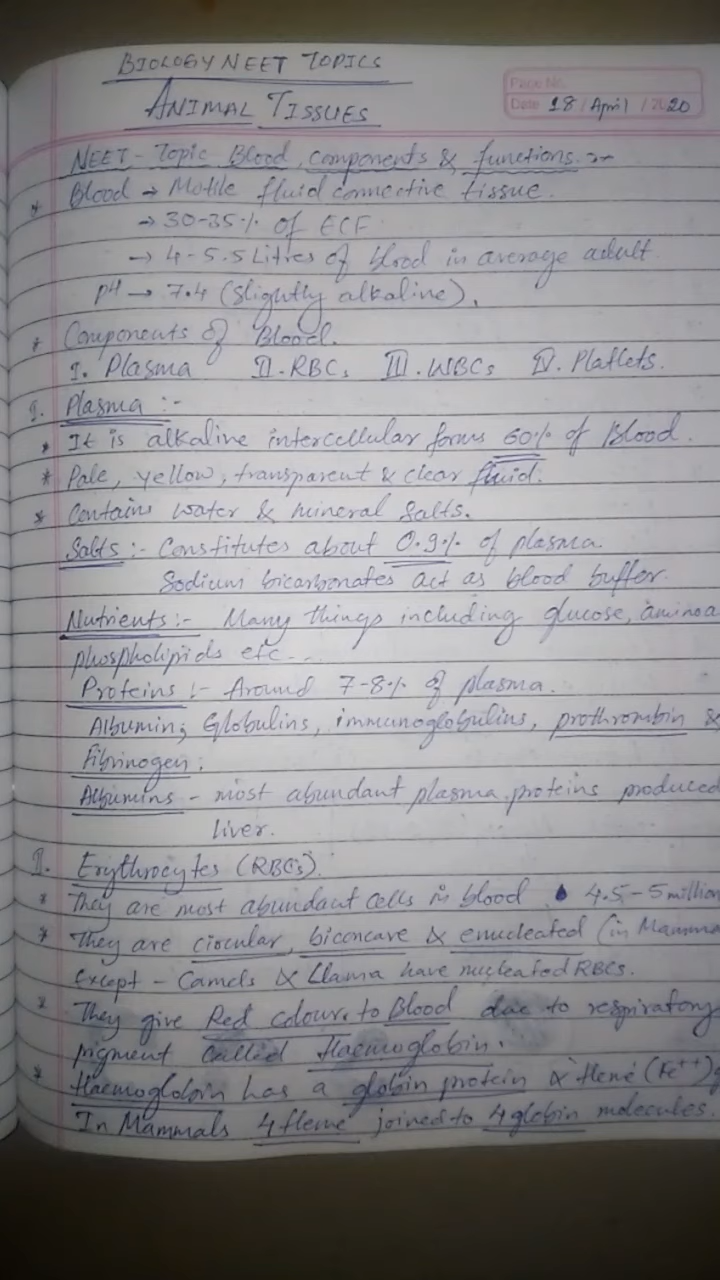 BIOLOGY NEET TOPICS
ANIMAL TISSUES
Page No.
Date 18 / April / 2020
NEET - Topic Blood, components & functions :-
* Blood → Motile fluid connective tissue.
→ 30-35% of ECF
→ 4-5.5 Litres of blood in average adult.
pH → 7.4 (slightly alkaline).
* Components of Blood.
I. Plasma II. RBCs III. WBCs IV. Platlets.
I. Plasma :-
* It is alkaline intercellular forms 60% of Blood.
* Pale, yellow, transparent & clear fluid.
* Contains water & mineral salts.
Salts :- Constitutes about 0.9% of plasma.
Sodium bicarbonates act as blood buffer.
Nutrients :- Many things including glucose, aminoa
phospholipids etc...
Proteins :- Around 7-8% of plasma.
Albumin; Globulins, immunoglobulins, prothrombin &
Fibrinogen;
Albumins - most abundant plasma proteins produced
liver.
II. Erythrocytes (RBCs).
* They are most abundant cells in blood 4.5-5 million
* They are circular, biconcave & enucleated (in Mamma
Except - Camels & Llama have nucleated RBCs.
* They give Red colour to Blood due to respiratory
pigment called Haemoglobin.
* Haemoglobin has a globin protein & Heme (Fe++) g
In Mammals 4 Heme joined to 4 globin molecules.